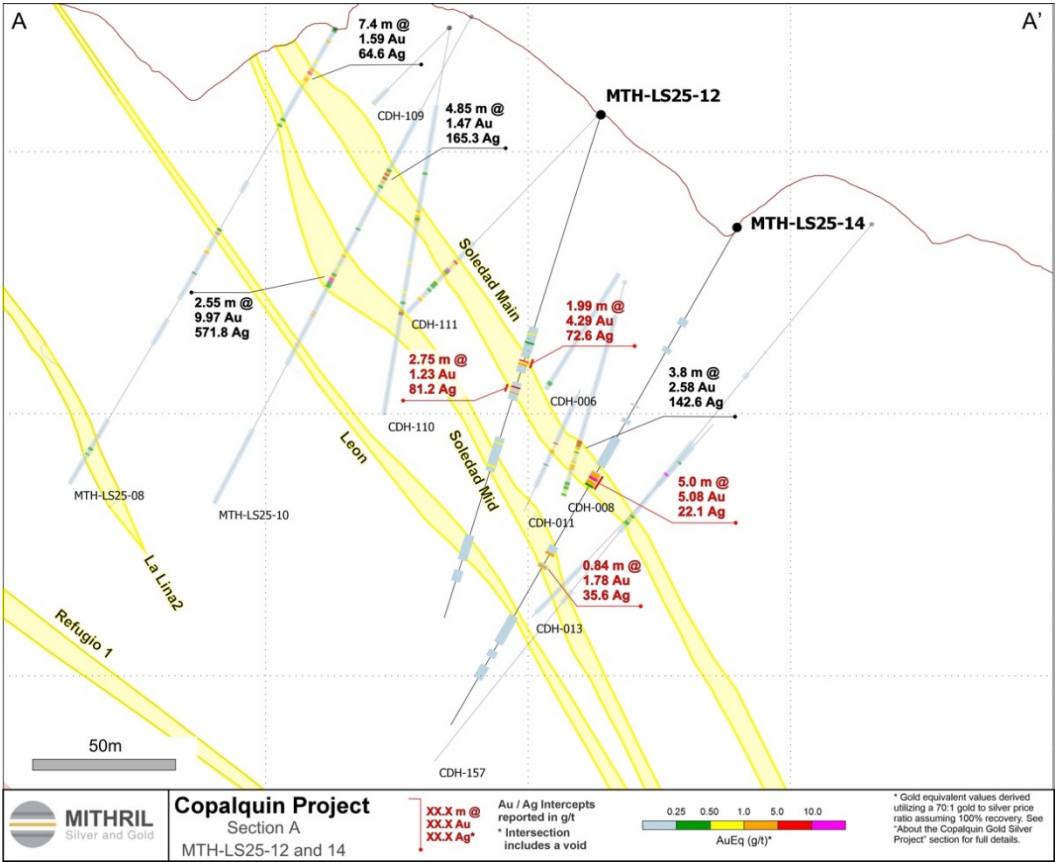 A
A'
7.4 m @
1.59 Au
64.6 Ag
CDH-109
4.85 m @
1.47 Au
165.3 Ag
MTH-LS25-12
MTH-LS25-14
Soledad Main
2.55 m @
9.97 Au
571.8 Ag
CDH-111
1.99 m @
4.29 Au
72.6 Ag
2.75 m @
1.23 Au
81.2 Ag
3.8 m @
2.58 Au
142.6 Ag
CDH-006
CDH-110
Leon
Soledad Mid
MTH-LS25-08
MTH-LS25-10
CDH-008
CDH-011
5.0 m @
5.08 Au
22.1 Ag
La Lina2
0.84 m @
1.78 Au
35.6 Ag
CDH-013
Refugio 1
50m
CDH-157
MITHRIL
Silver and Gold
Copalquin Project
Section A
MTH-LS25-12 and 14
XX.X m @
XX.X Au
XX.X Ag*
Au / Ag Intercepts
reported in g/t
* Intersection
includes a void
0.25 0.50 1.0 5.0 10.0
AuEq (g/t)*
* Gold equivalent values derived
utilizing a 70:1 gold to silver price
ratio assuming 100% recovery. See
"About the Copalquin Gold Silver
Project" section for full details.